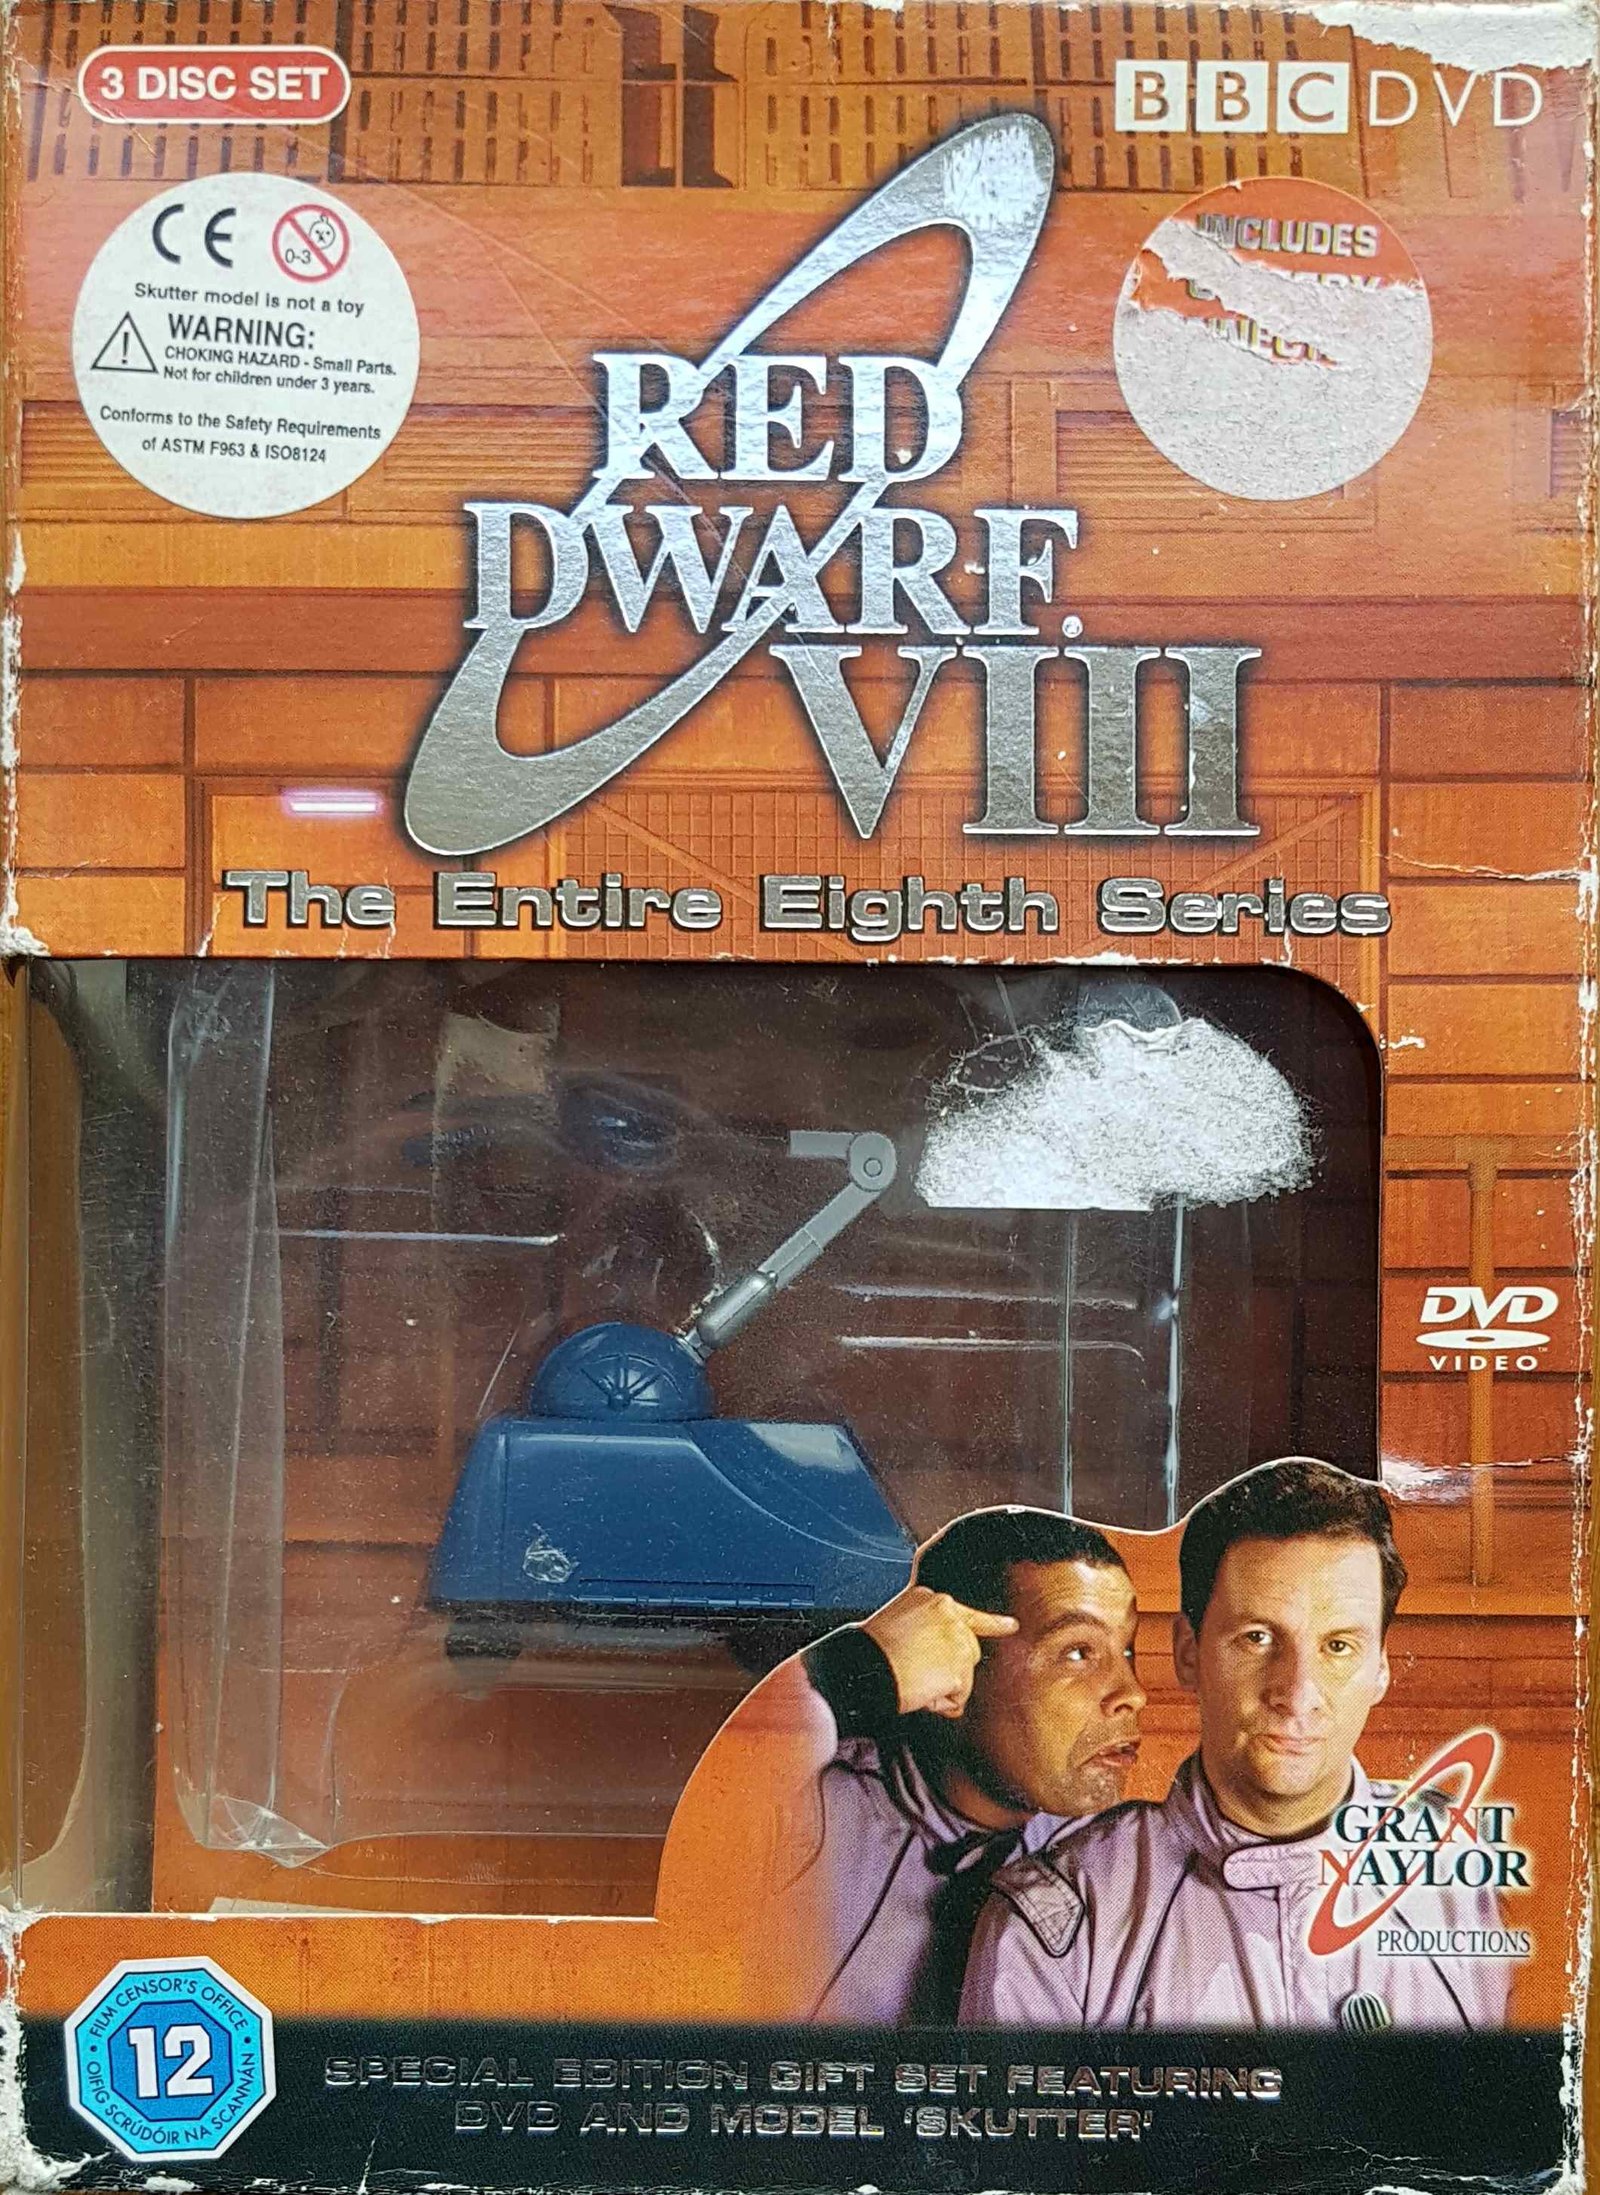 3 DISC SET
BBC DVD
CE
0-3
Skutter model is not a toy
WARNING:
CHOKING HAZARD - Small Parts.
Not for children under 3 years.
Conforms to the Safety Requirements
of ASTM F963 & ISO8124
INCLUDES
RED
DWARF
VIII
The Entire Eighth Series
DVD
VIDEO
GRANT
NAYLOR
PRODUCTIONS
FILM CENSOR'S OFFICE
12
OIFIG SCRÚDÓIR NA SCANNÁN
SPECIAL EDITION GIFT SET FEATURING
DVD AND MODEL 'SKUTTER'